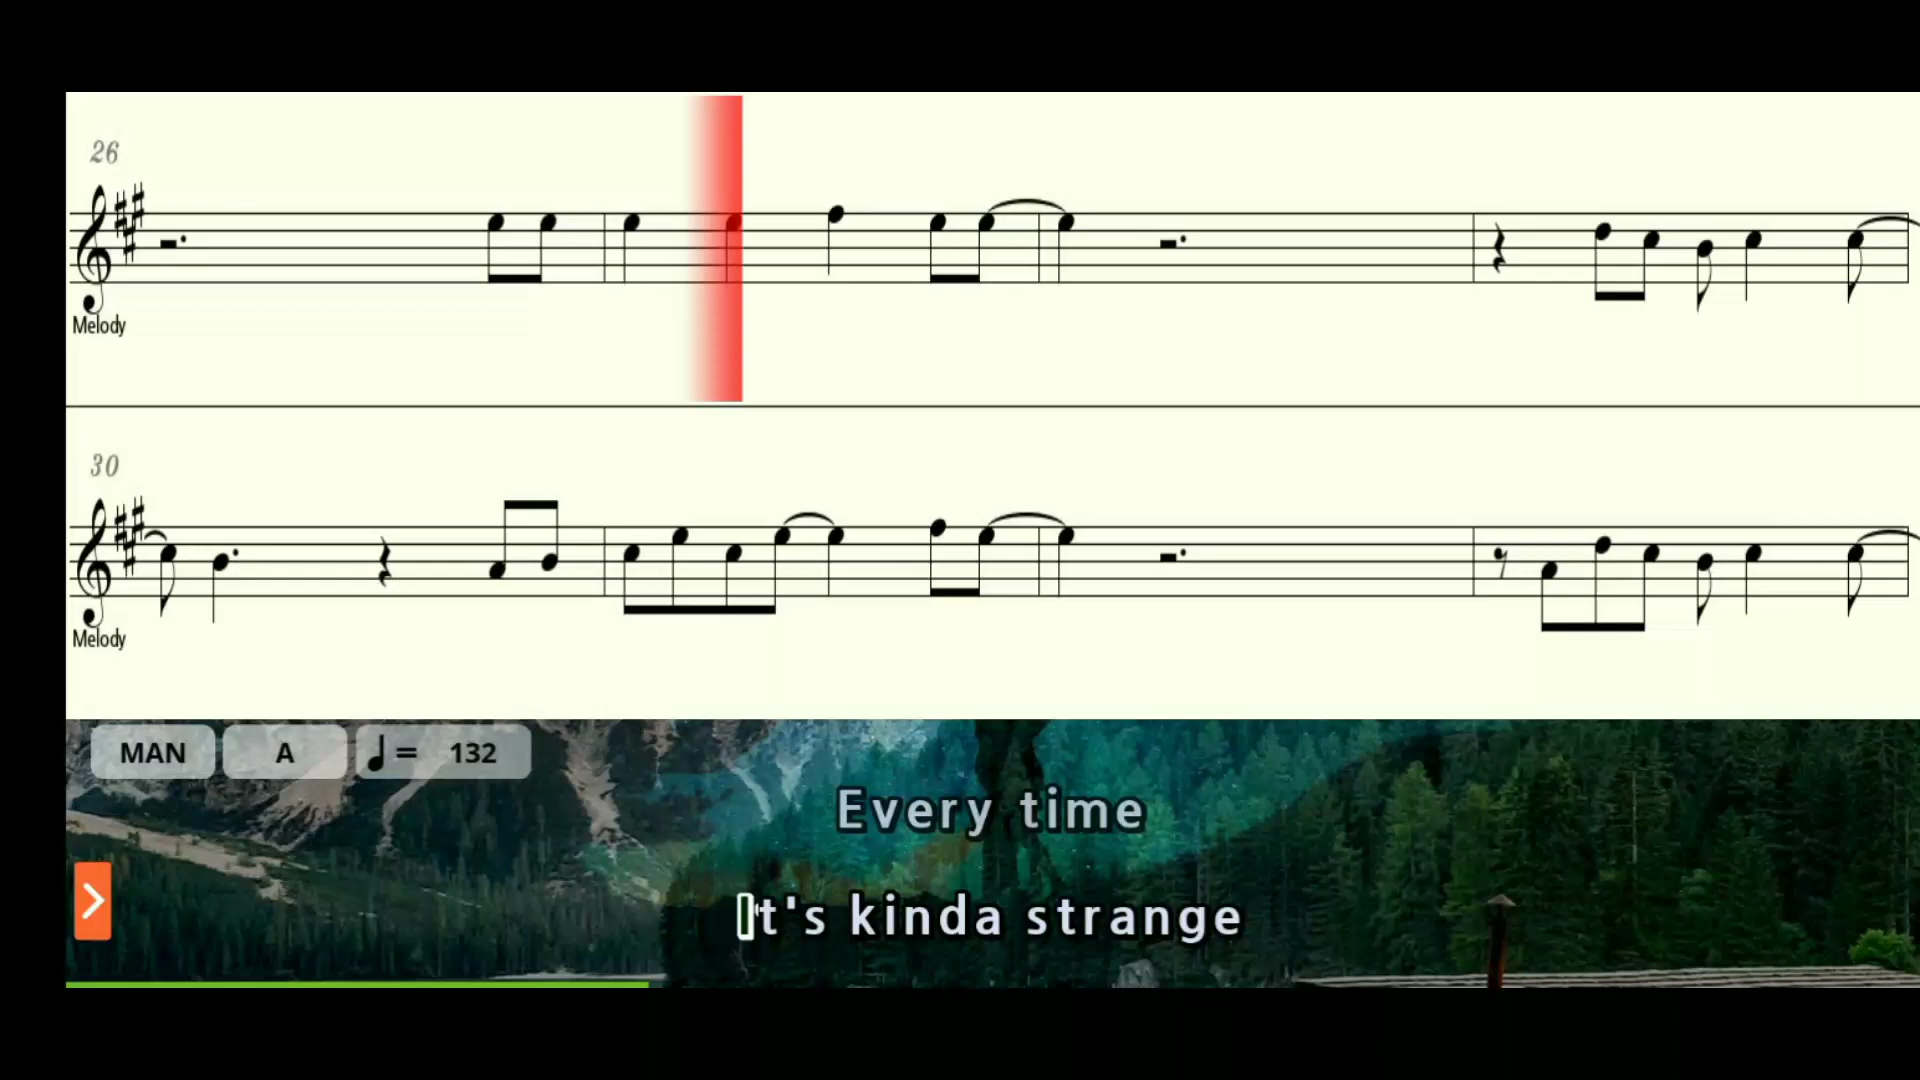 26
Melody
30
Melody
MAN A ♩= 132
Every time
It's kinda strange